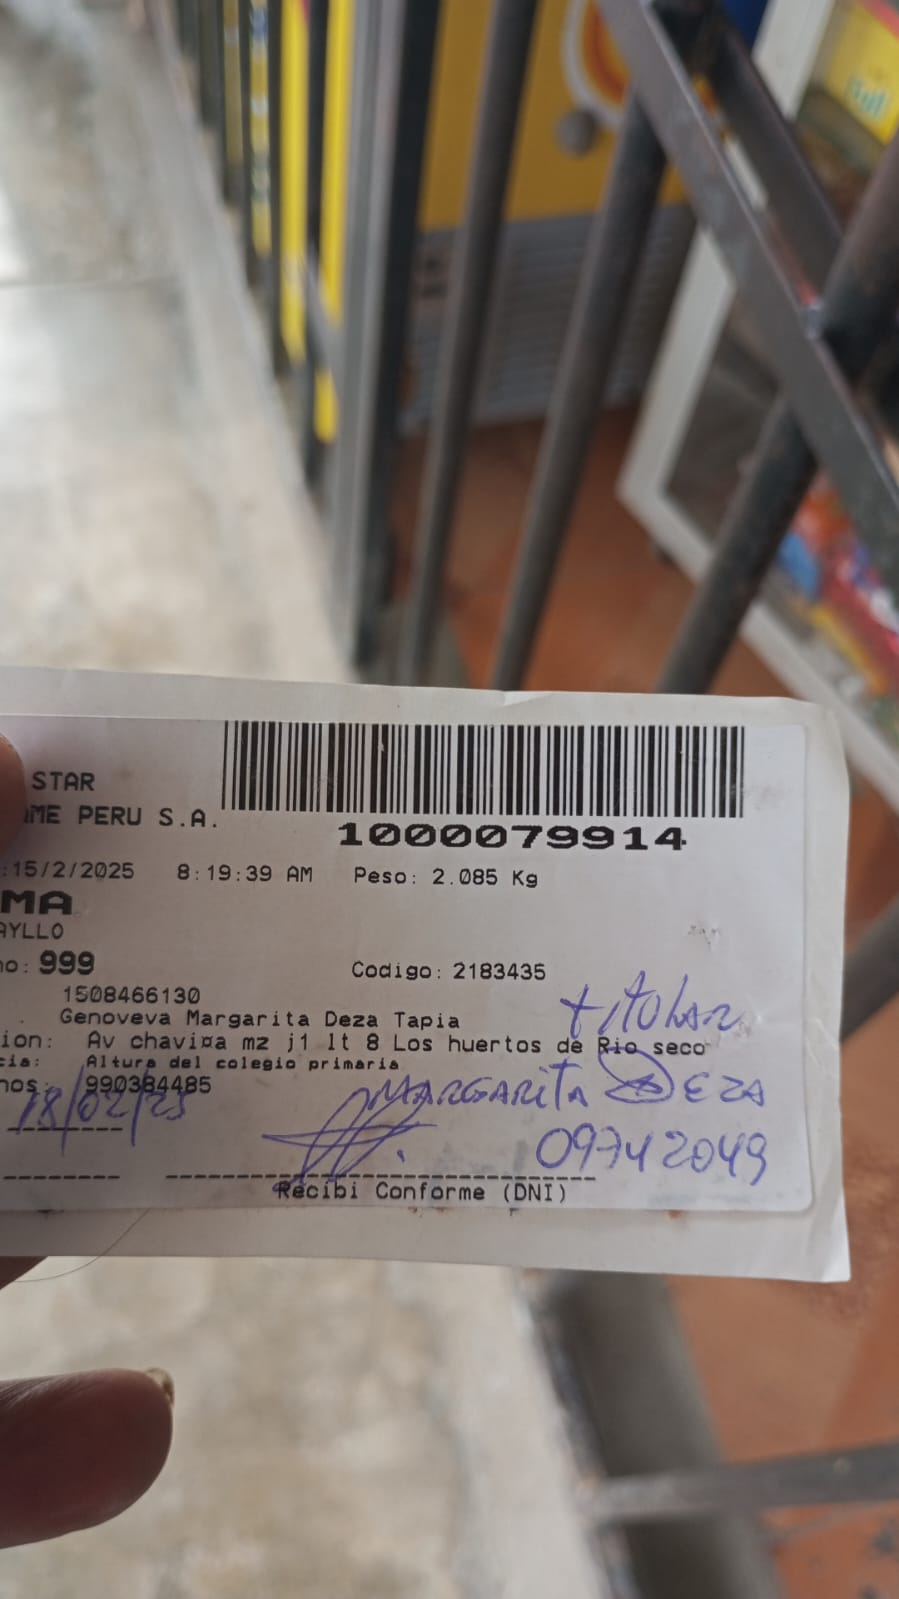 STAR
ME PERU S.A.
1000079914
:15/2/2025 8:19:39 AM Peso: 2.085 Kg
MA
AYLLO
no: 999 Codigo: 2183435
1508466130
titular
Genoveva Margarita Deza Tapia
ion: Av chavina mz j1 lt 8 Los huertos de Rio seco
cia: Altura del colegio primaria
nos: 990384485
18/02/25 MARGARITA DEZA
09742049
Recibi Conforme (DNI)